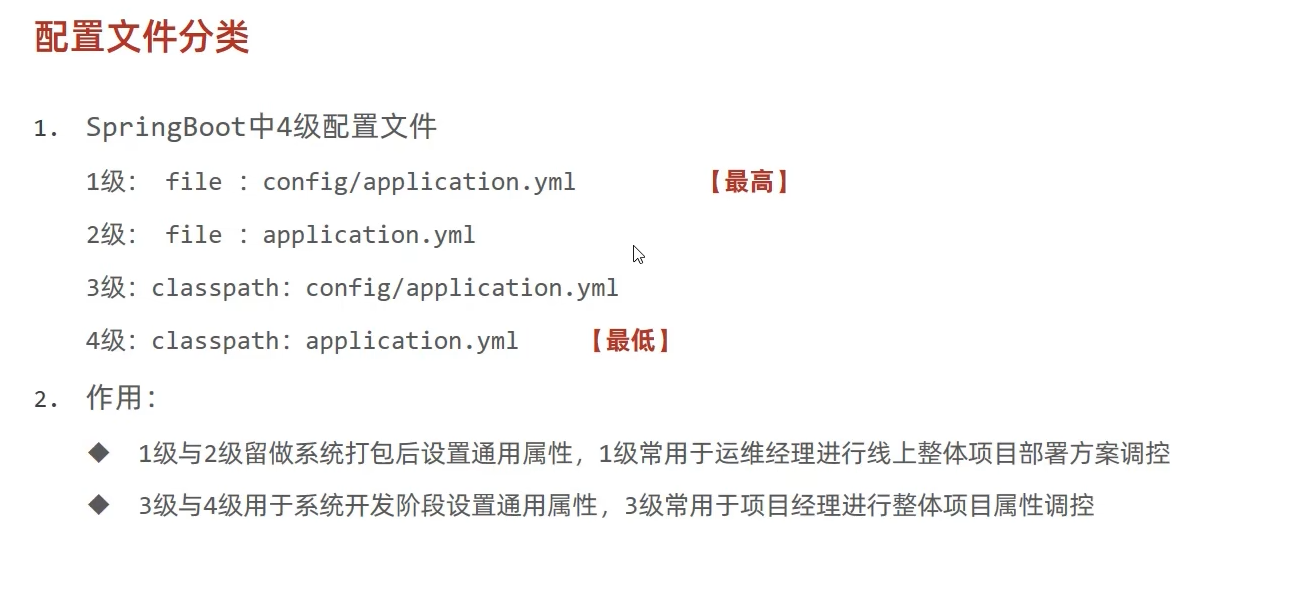 配置文件分类
1. SpringBoot中4级配置文件
1级： file ：config/application.yml 【最高】
2级： file ：application.yml
3级：classpath：config/application.yml
4级：classpath：application.yml 【最低】
2. 作用：
◆ 1级与2级留做系统打包后设置通用属性，1级常用于运维经理进行线上整体项目部署方案调控
◆ 3级与4级用于系统开发阶段设置通用属性，3级常用于项目经理进行整体项目属性调控